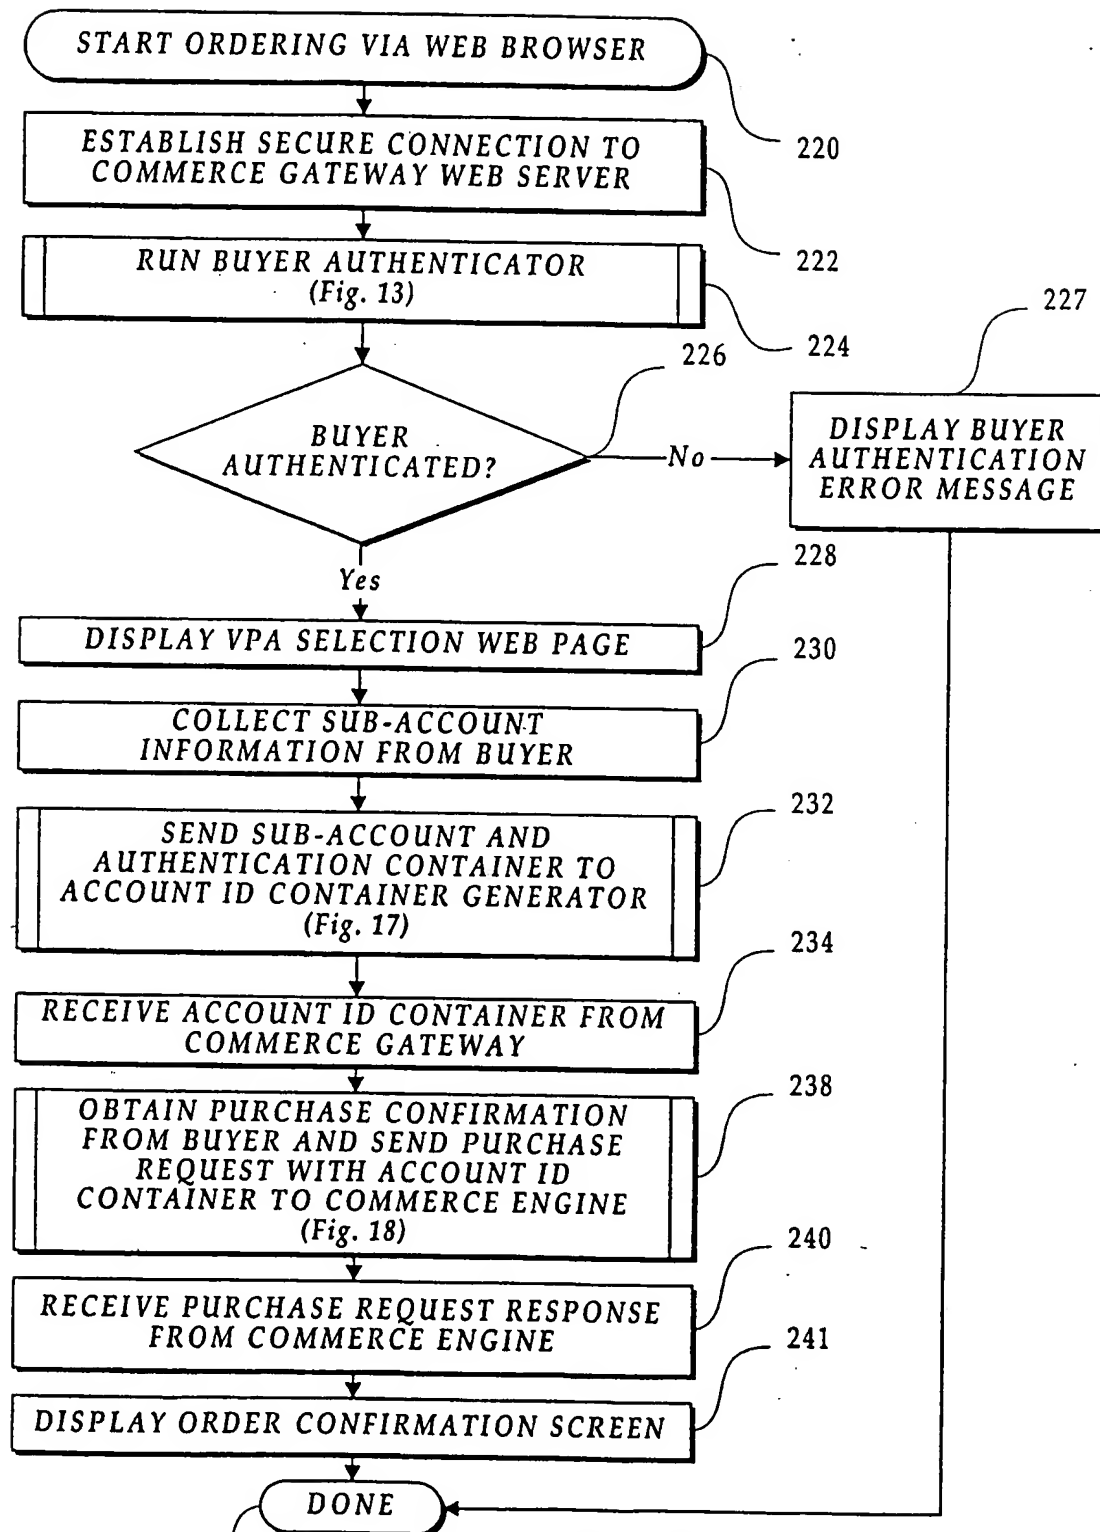 START ORDERING VIA WEB BROWSER
220
ESTABLISH SECURE CONNECTION TO
COMMERCE GATEWAY WEB SERVER
222
RUN BUYER AUTHENTICATOR
(Fig. 13)
224
226
227
BUYER
AUTHENTICATED?
No
DISPLAY BUYER
AUTHENTICATION
ERROR MESSAGE
Yes
228
DISPLAY VPA SELECTION WEB PAGE
230
COLLECT SUB-ACCOUNT
INFORMATION FROM BUYER
232
SEND SUB-ACCOUNT AND
AUTHENTICATION CONTAINER TO
ACCOUNT ID CONTAINER GENERATOR
(Fig. 17)
234
RECEIVE ACCOUNT ID CONTAINER FROM
COMMERCE GATEWAY
238
OBTAIN PURCHASE CONFIRMATION
FROM BUYER AND SEND PURCHASE
REQUEST WITH ACCOUNT ID
CONTAINER TO COMMERCE ENGINE
(Fig. 18)
240
RECEIVE PURCHASE REQUEST RESPONSE
FROM COMMERCE ENGINE
241
DISPLAY ORDER CONFIRMATION SCREEN
DONE